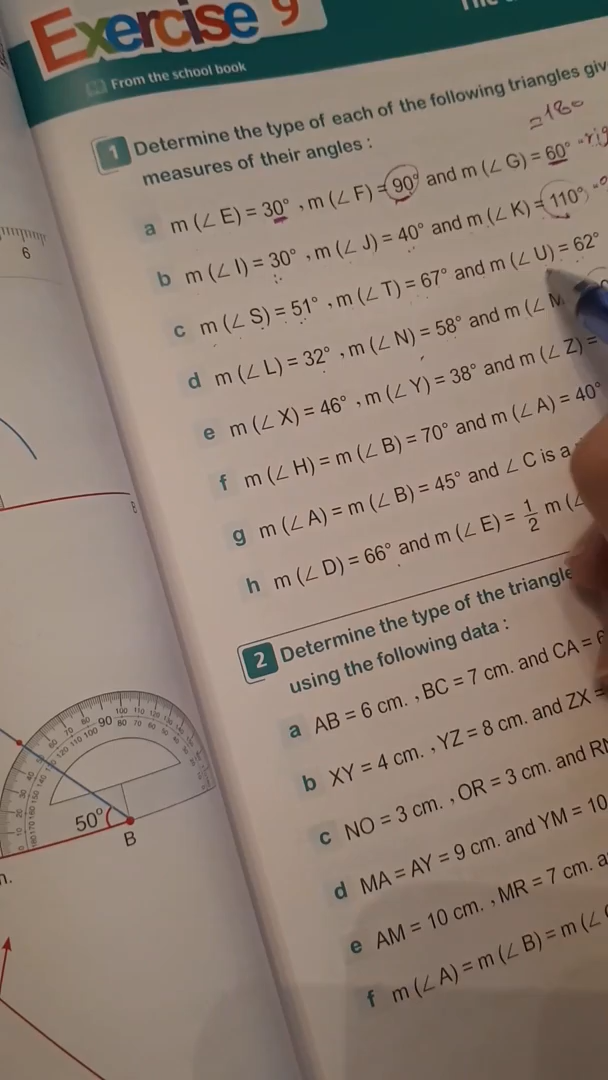 Exercise 9
From the school book
1 Determine the type of each of the following triangles
measures of their angles :
=180
a m (∠ E) = 30° , m (∠ F) = 90° and m (∠ G) = 60°
b m (∠ I) = 30° , m (∠ J) = 40° and m (∠ K) = 110°
c m (∠ S) = 51° , m (∠ T) = 67° and m (∠ U) = 62°
d m (∠ L) = 32° , m (∠ N) = 58° and m (∠ M
e m (∠ X) = 46° , m (∠ Y) = 38° and m (∠ Z) =
f m (∠ H) = m (∠ B) = 70° and m (∠ A) = 40°
g m (∠ A) = m (∠ B) = 45° and ∠ C is a
h m (∠ D) = 66° and m (∠ E) = 1/2 m (∠
2 Determine the type of the triangle
using the following data :
a AB = 6 cm. , BC = 7 cm. and CA = 6
b XY = 4 cm. , YZ = 8 cm. and ZX =
c NO = 3 cm. , OR = 3 cm. and
d MA = AY = 9 cm. and YM = 10
e AM = 10 cm. , MR = 7 cm.
f m (∠ A) = m (∠ B) = m (∠
6
50°
B